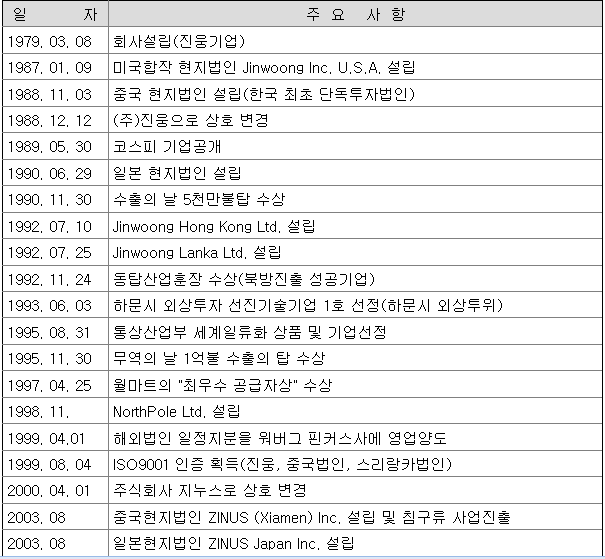 일 자 주 요 사 항
1979. 03. 08 회사설립(진웅기업)
1987. 01. 09 미국합작 현지법인 Jinwoong Inc. U.S.A. 설립
1988. 11. 03 중국 현지법인 설립(한국 최초 단독투자법인)
1988. 12. 12 (주)진웅으로 상호 변경
1989. 05. 30 코스피 기업공개
1990. 06. 29 일본 현지법인 설립
1990. 11. 30 수출의 날 5천만불탑 수상
1992. 07. 10 Jinwoong Hong Kong Ltd. 설립
1992. 07. 25 Jinwoong Lanka Ltd. 설립
1992. 11. 24 동탑산업훈장 수상(북방진출 성공기업)
1993. 06. 03 하문시 외상투자 선진기술기업 1호 선정(하문시 외상투위)
1995. 08. 31 통상산업부 세계일류화 상품 및 기업선정
1995. 11. 30 무역의 날 1억불 수출의 탑 수상
1997. 04. 25 월마트의 "최우수 공급자상" 수상
1998. 11. NorthPole Ltd. 설립
1999. 04.01 해외법인 일정지분을 워버그 핀커스사에 영업양도
1999. 08. 04 ISO9001 인증 획득(진웅, 중국법인, 스리랑카법인)
2000. 04. 01 주식회사 지누스로 상호 변경
2003. 08 중국현지법인 ZINUS (Xiamen) Inc. 설립 및 침구류 사업진출
2003. 08 일본현지법인 ZINUS Japan Inc. 설립